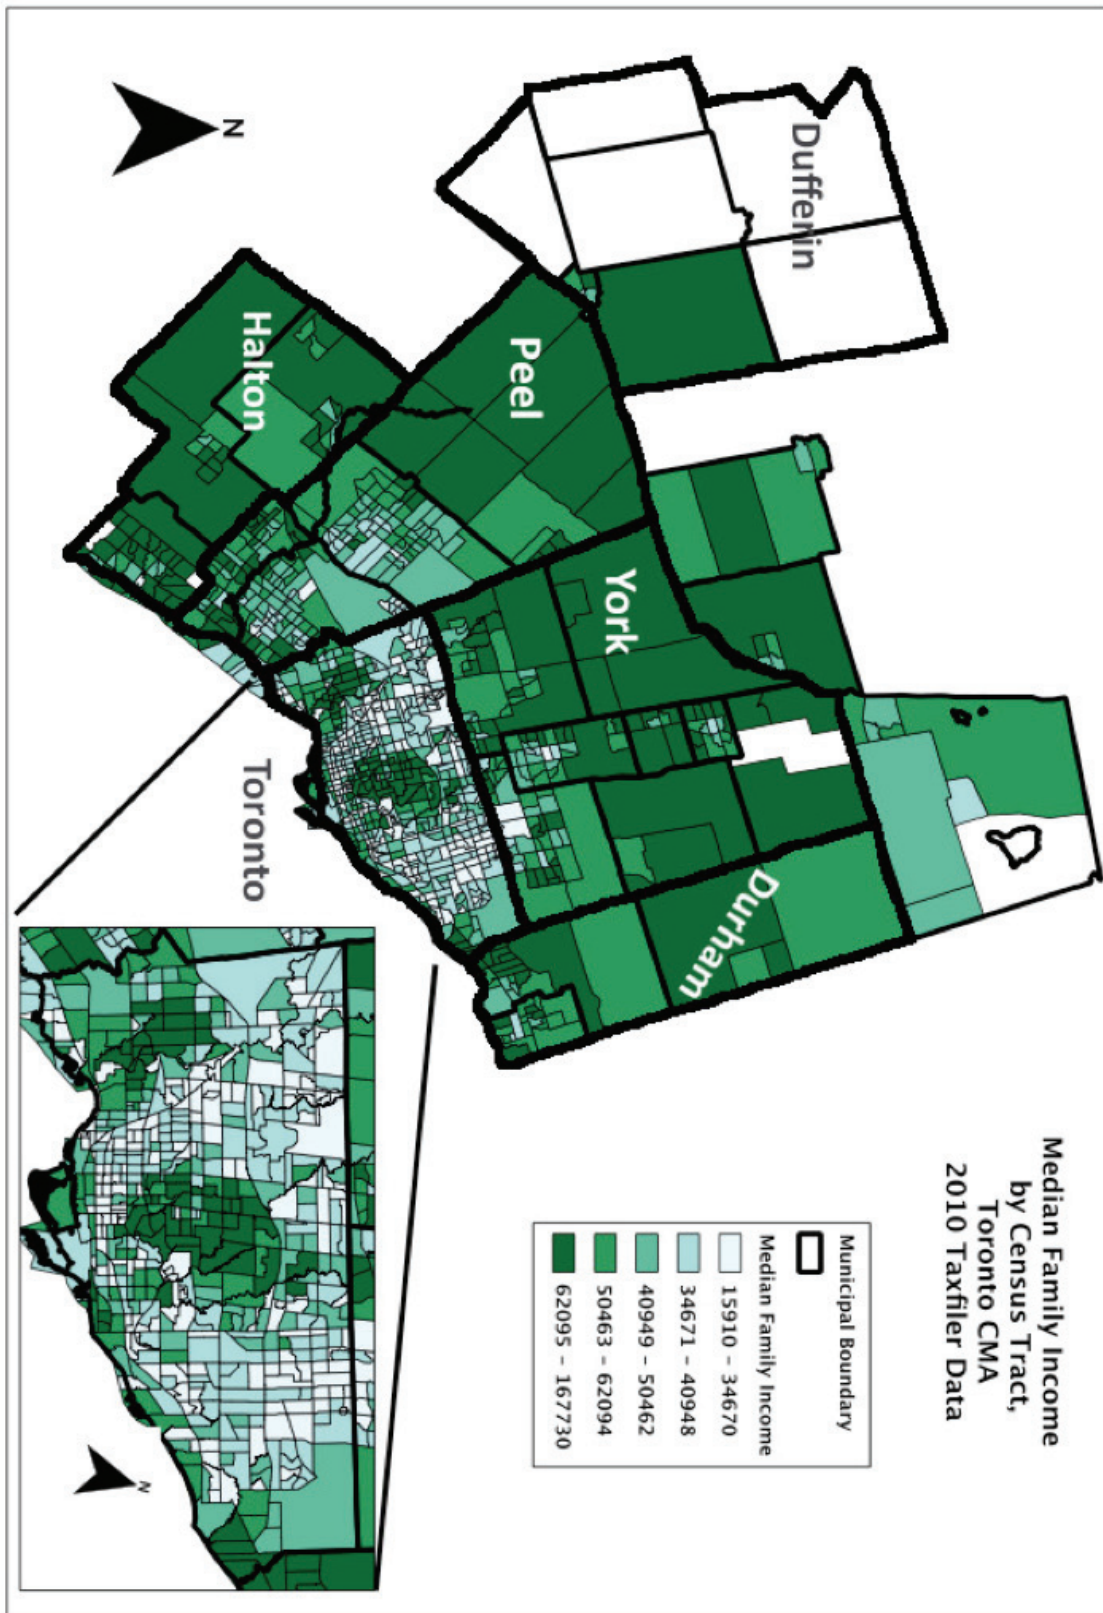 Median Family Income
by Census Tract,
Toronto CMA
2010 Taxfiler Data
Municipal Boundary
Median Family Income
15910 – 34670
34671 – 40948
40949 – 50462
50463 – 62094
62095 – 167730
N
Dufferin
Peel
Halton
York
Durham
Toronto
N